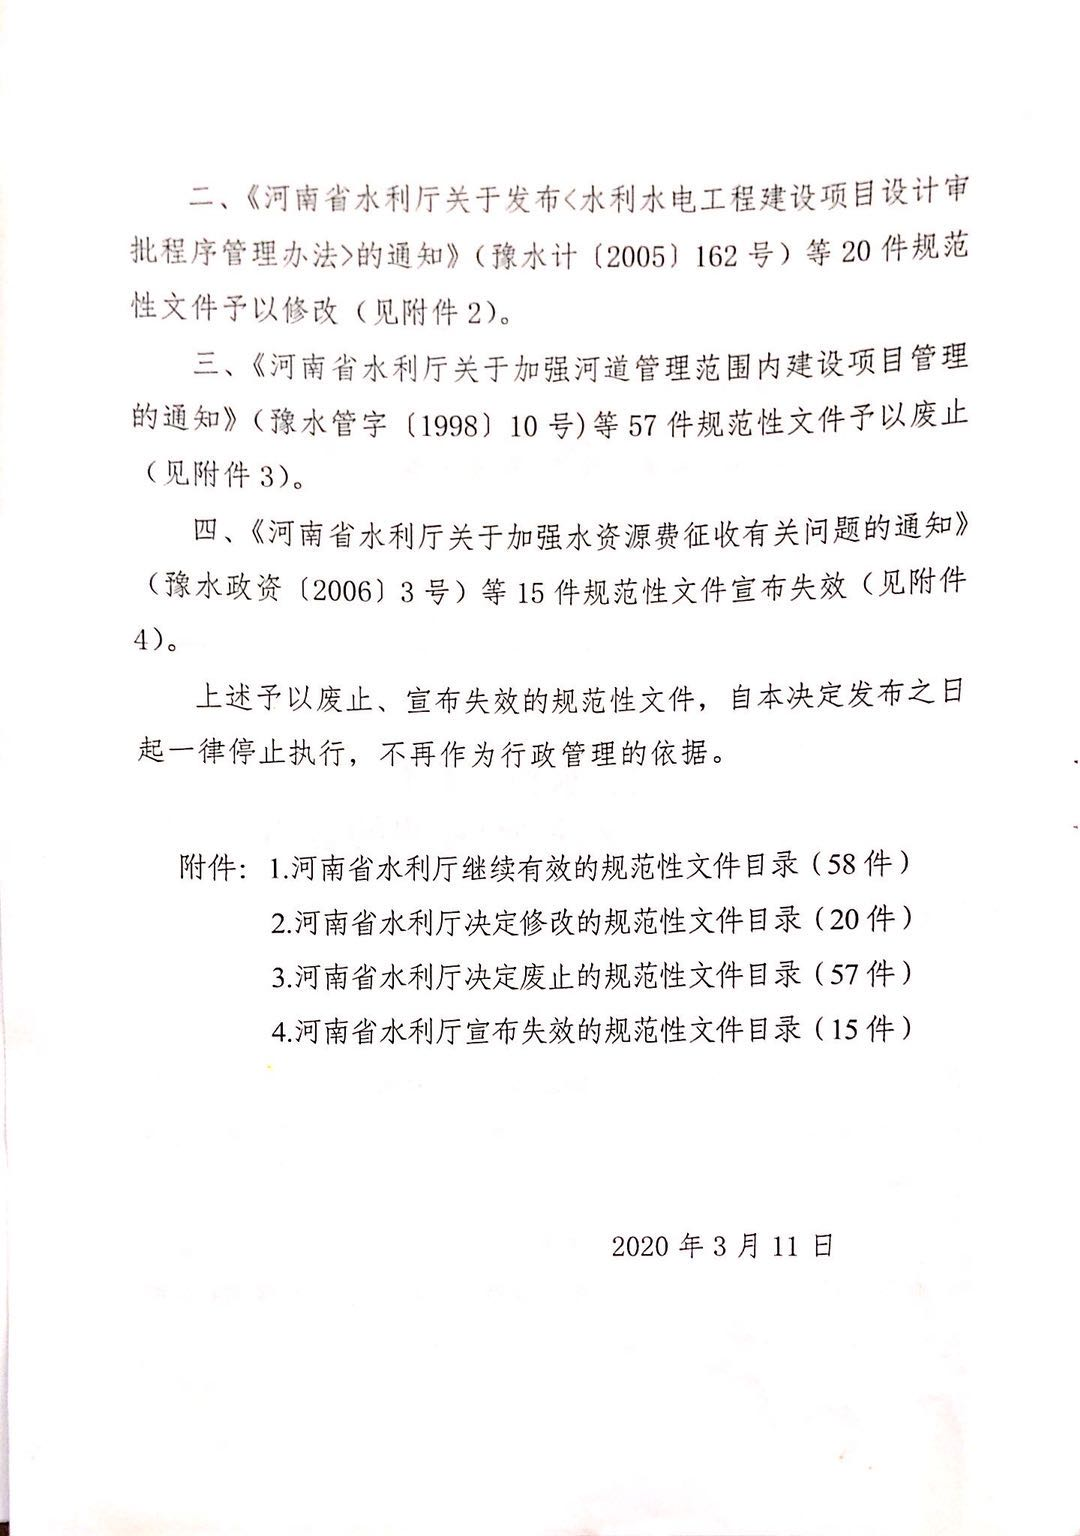 二、《河南省水利厅关于发布<水利水电工程建设项目设计审
批程序管理办法>的通知》（豫水计〔2005〕162号）等20件规范
性文件予以修改（见附件2）。
三、《河南省水利厅关于加强河道管理范围内建设项目管理
的通知》（豫水管字〔1998〕10号)等57件规范性文件予以废止
（见附件3）。
四、《河南省水利厅关于加强水资源费征收有关问题的通知》
（豫水政资〔2006〕3号）等15件规范性文件宣布失效（见附件
4）。
上述予以废止、宣布失效的规范性文件，自本决定发布之日
起一律停止执行，不再作为行政管理的依据。
附件：1.河南省水利厅继续有效的规范性文件目录（58件）
2.河南省水利厅决定修改的规范性文件目录（20件）
3.河南省水利厅决定废止的规范性文件目录（57件）
4.河南省水利厅宣布失效的规范性文件目录（15件）
2020年3月11日